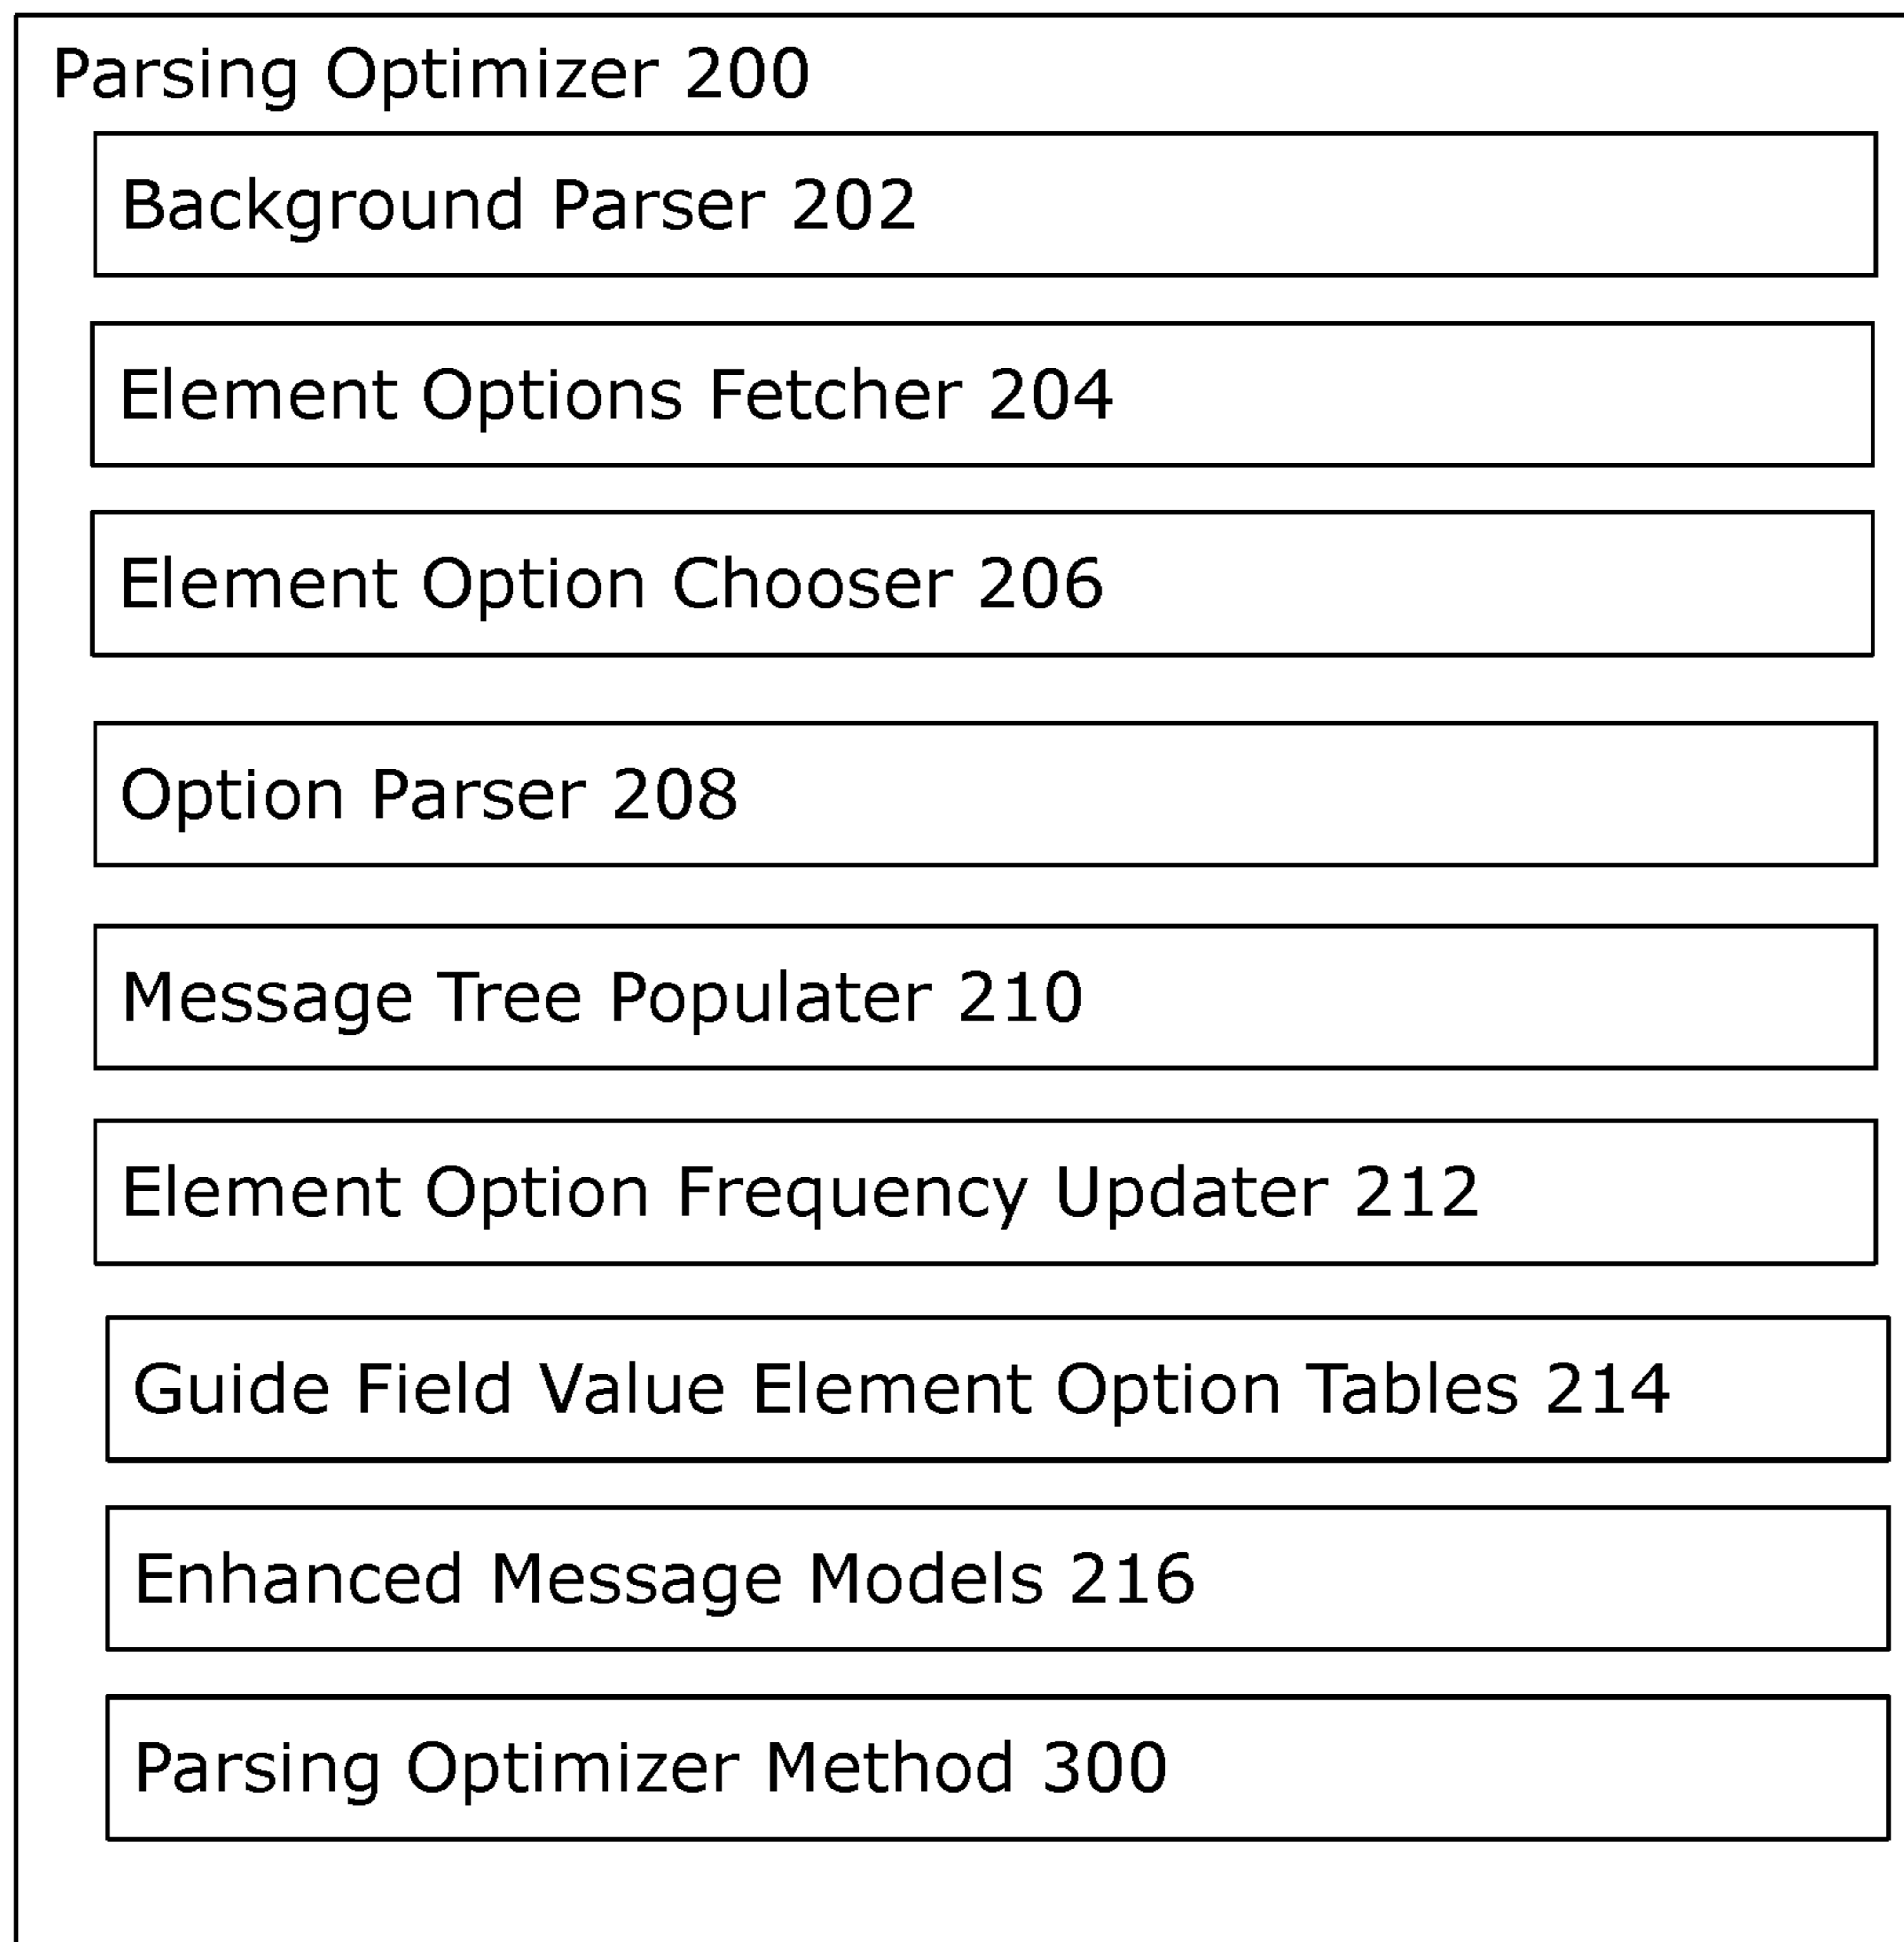 Parsing Optimizer 200
Background Parser 202
Element Options Fetcher 204
Element Option Chooser 206
Option Parser 208
Message Tree Populater 210
Element Option Frequency Updater 212
Guide Field Value Element Option Tables 214
Enhanced Message Models 216
Parsing Optimizer Method 300